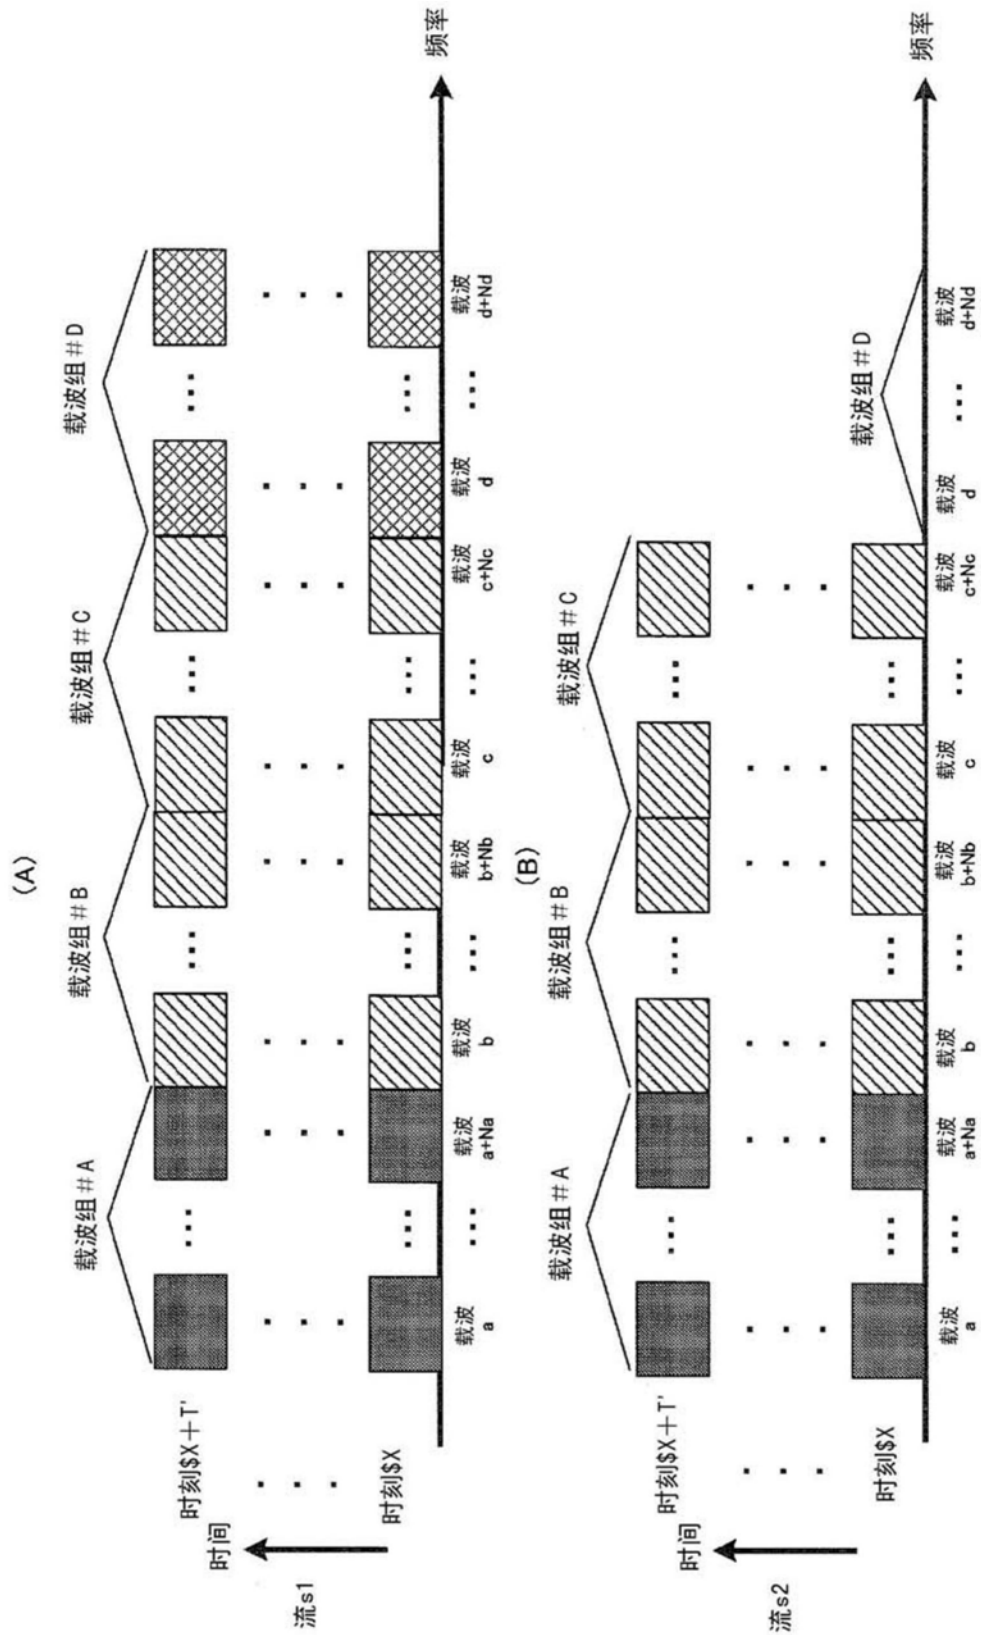 (A)
载波组#A
载波组#B
载波组#C
载波组#D
流s1
时间
时刻$X+T'
时刻$X
载波
a
载波
a+Na
载波
b
载波
b+Nb
载波
c
载波
c+Nc
载波
d
载波
d+Nd
频率
(B)
载波组#A
载波组#B
载波组#C
载波组#D
流s2
时间
时刻$X+T'
时刻$X
载波
a
载波
a+Na
载波
b
载波
b+Nb
载波
c
载波
c+Nc
载波
d
载波
d+Nd
频率